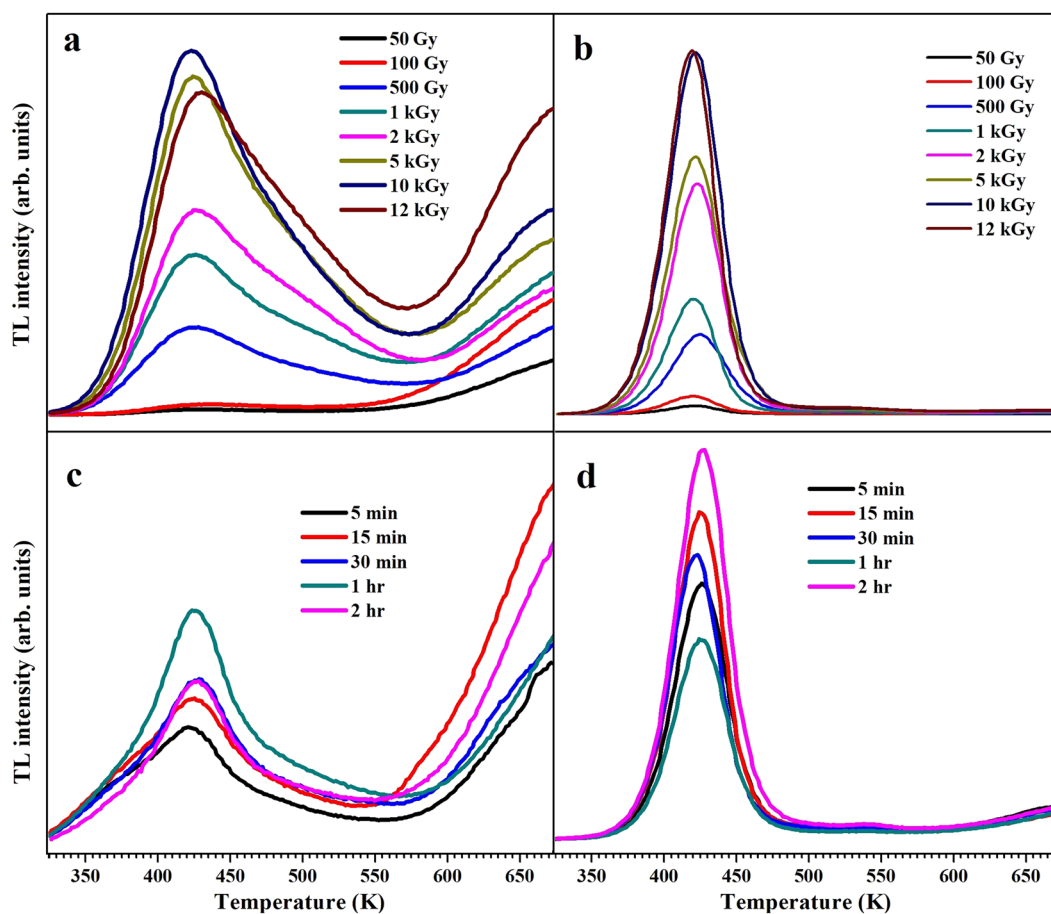 a
50 Gy
100 Gy
500 Gy
1 kGy
2 kGy
5 kGy
10 kGy
12 kGy
b
50 Gy
100 Gy
500 Gy
1 kGy
2 kGy
5 kGy
10 kGy
12 kGy
TL intensity (arb. units)
c
5 min
15 min
30 min
1 hr
2 hr
d
5 min
15 min
30 min
1 hr
2 hr
TL intensity (arb. units)
350 400 450 500 550 600 650
350 400 450 500 550 600 650
Temperature (K)
Temperature (K)